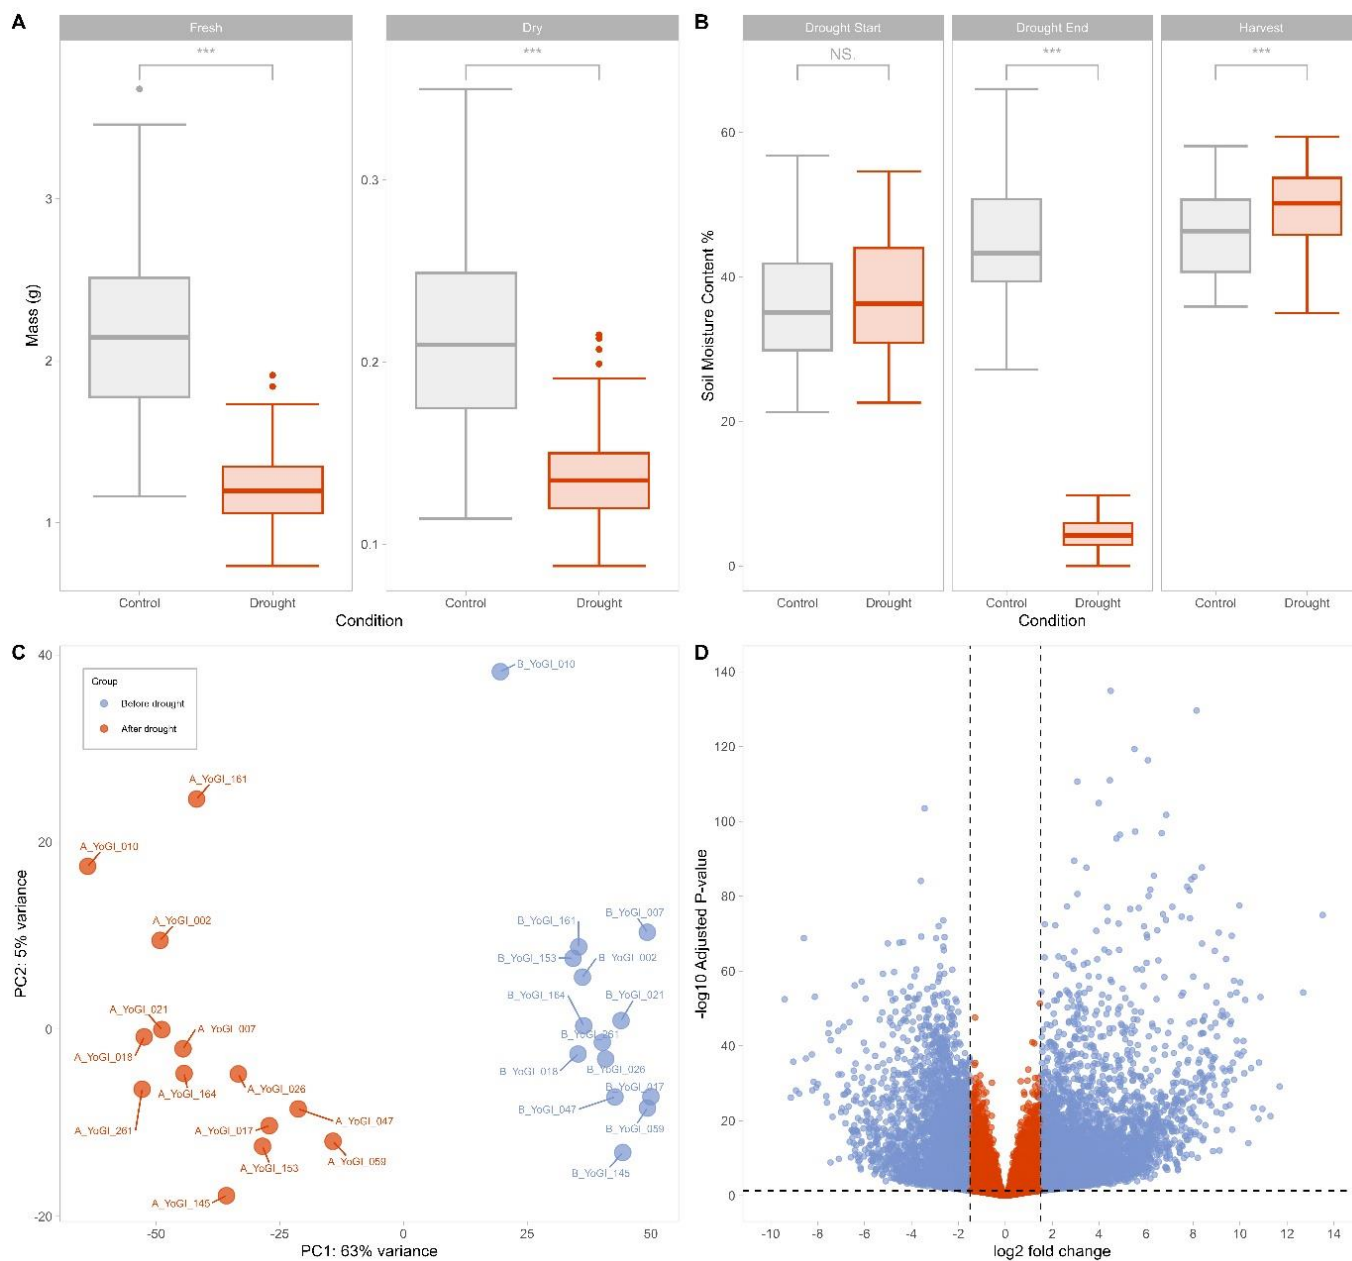 A
Fresh
Dry
***
***
Mass (g)
3
2
1
0.3
0.2
0.1
Control
Drought
Control
Drought
Condition
B
Drought Start
Drought End
Harvest
NS.
***
***
Soil Moisture Content %
60
40
20
0
Control
Drought
Control
Drought
Control
Drought
Condition
C
Group
Before drought
After drought
PC2: 5% variance
40
20
0
-20
B_YoGI_010
A_YoGI_161
A_YoGI_010
A_YoGI_002
A_YoGI_021
A_YoGI_007
A_YoGI_018
A_YoGI_164
A_YoGI_026
A_YoGI_261
A_YoGI_017
A_YoGI_047
A_YoGI_153
A_YoGI_059
A_YoGI_145
B_YoGI_161
B_YoGI_007
B_YoGI_153
B_YoGI_002
B_YoGI_164
B_YoGI_021
B_YoGI_261
B_YoGI_018
B_YoGI_026
B_YoGI_017
B_YoGI_047
B_YoGI_059
B_YoGI_145
-50
-25
0
25
50
PC1: 63% variance
D
-log10 Adjusted P-value
140
120
100
80
60
40
20
0
-10
-8
-6
-4
-2
0
2
4
6
8
10
12
14
log2 fold change